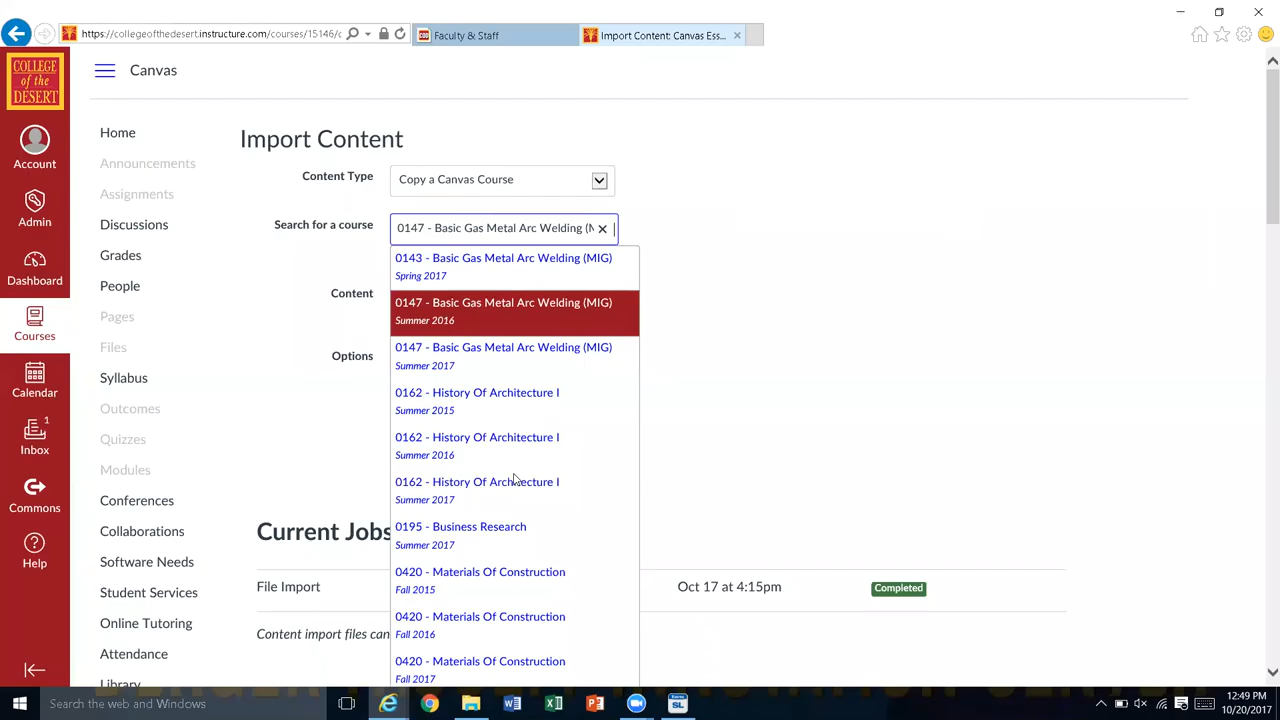 https://collegeofthedesert.instructure.com/courses/15146/c
Faculty & Staff
Import Content: Canvas Ess...
COLLEGE
of the
DESERT
Canvas
Account
Admin
Dashboard
Courses
Calendar
1
Inbox
Commons
Help
Home
Announcements
Assignments
Discussions
Grades
People
Pages
Files
Syllabus
Outcomes
Quizzes
Modules
Conferences
Collaborations
Software Needs
Student Services
Online Tutoring
Attendance
Library
Import Content
Content Type
Copy a Canvas Course
Search for a course
0147 - Basic Gas Metal Arc Welding (M
Content
Options
0143 - Basic Gas Metal Arc Welding (MIG)
Spring 2017
0147 - Basic Gas Metal Arc Welding (MIG)
Summer 2016
0147 - Basic Gas Metal Arc Welding (MIG)
Summer 2017
0162 - History Of Architecture I
Summer 2015
0162 - History Of Architecture I
Summer 2016
0162 - History Of Architecture I
Summer 2017
0195 - Business Research
Summer 2017
0420 - Materials Of Construction
Fall 2015
0420 - Materials Of Construction
Fall 2016
0420 - Materials Of Construction
Fall 2017
Current Jobs
File Import
Oct 17 at 4:15pm
Completed
Content import files can
Search the web and Windows
12:49 PM
10/20/2017